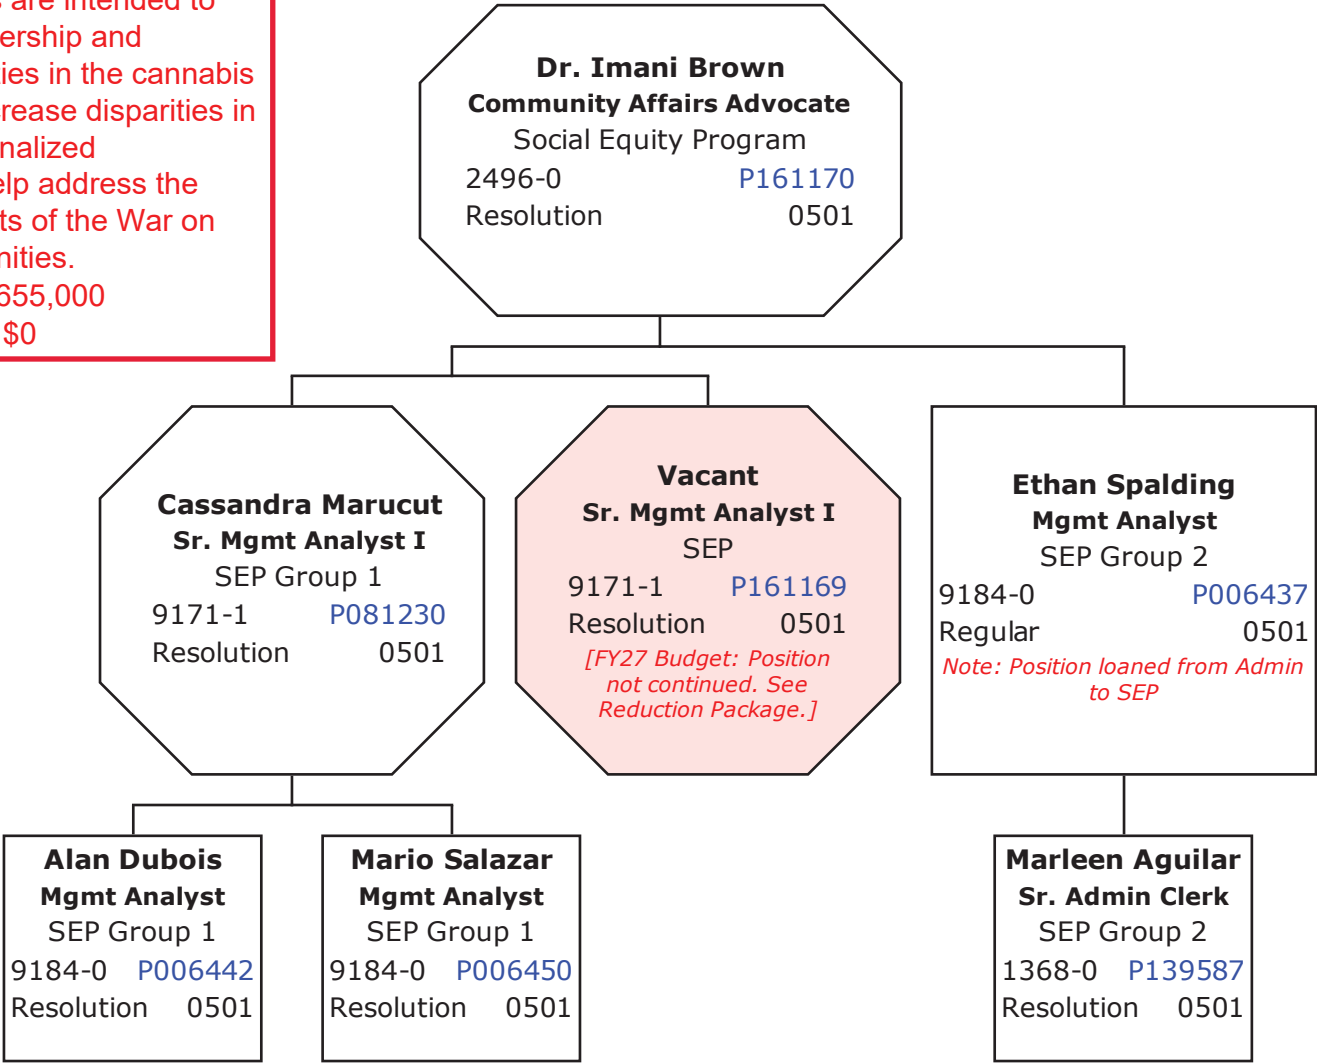 are intended to
ership and
ties in the cannabis
crease disparities in
nalized
elp address the
ts of the War on
nities.
655,000
$0
Dr. Imani Brown
Community Affairs Advocate
Social Equity Program
2496-0 P161170
Resolution 0501
Cassandra Marucut
Sr. Mgmt Analyst I
SEP Group 1
9171-1 P081230
Resolution 0501
Vacant
Sr. Mgmt Analyst I
SEP
9171-1 P161169
Resolution 0501
[FY27 Budget: Position
not continued. See
Reduction Package.]
Ethan Spalding
Mgmt Analyst
SEP Group 2
9184-0 P006437
Regular 0501
Note: Position loaned from Admin
to SEP
Alan Dubois
Mgmt Analyst
SEP Group 1
9184-0 P006442
Resolution 0501
Mario Salazar
Mgmt Analyst
SEP Group 1
9184-0 P006450
Resolution 0501
Marleen Aguilar
Sr. Admin Clerk
SEP Group 2
1368-0 P139587
Resolution 0501